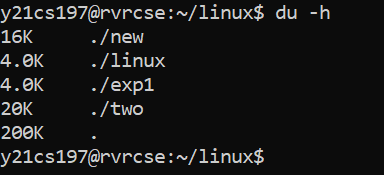 y21cs197@rvrcse:~/linux$ du -h
16K     ./new
4.0K    ./linux
4.0K    ./exp1
20K     ./two
200K    .
y21cs197@rvrcse:~/linux$